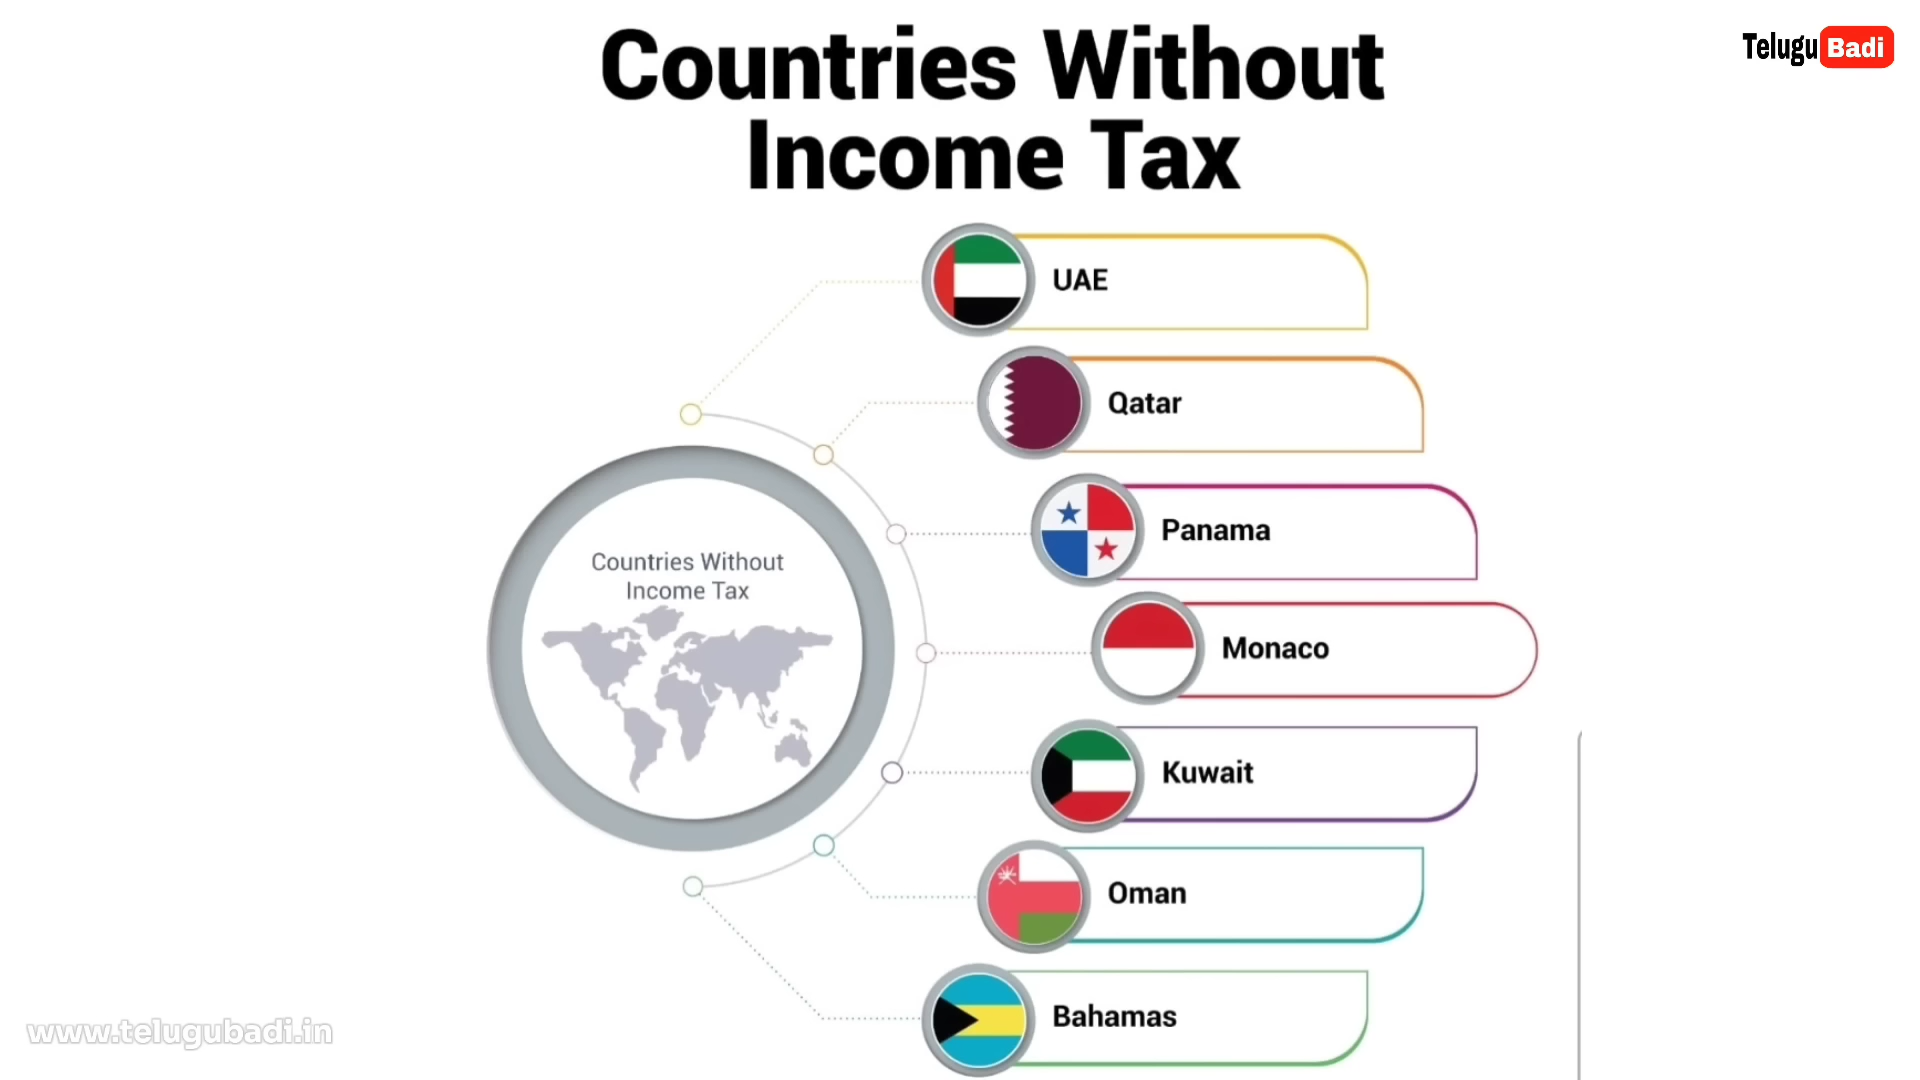 Countries Without
Income Tax
Telugu Badi
UAE
Qatar
Panama
Monaco
Kuwait
Oman
Bahamas
Countries Without
Income Tax
www.telugubadi.in